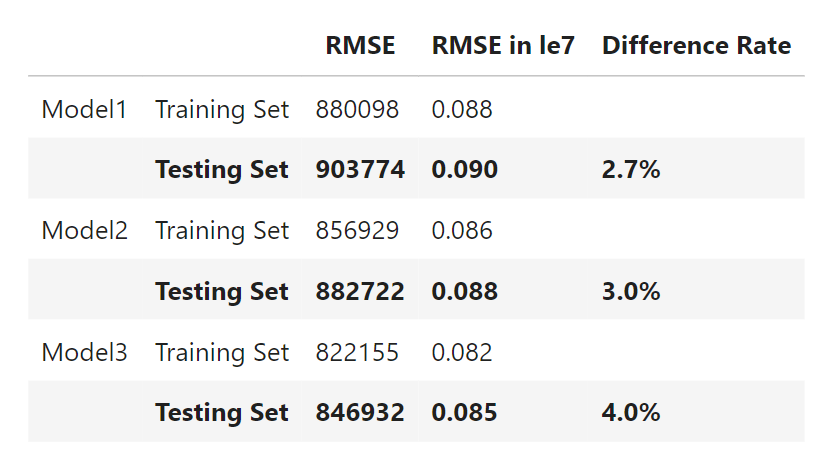 RMSE RMSE in le7 Difference Rate
Model1 Training Set 880098 0.088
Testing Set 903774 0.090 2.7%
Model2 Training Set 856929 0.086
Testing Set 882722 0.088 3.0%
Model3 Training Set 822155 0.082
Testing Set 846932 0.085 4.0%